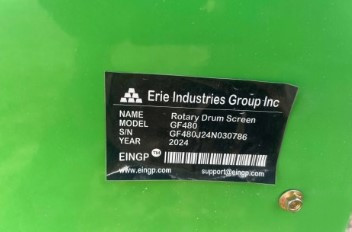 Erie Industries Group Inc
NAME Rotary Drum Screen
MODEL GF480
S/N GF480J24N030786
YEAR 2024
EINGP TM
www.eingp.com support@eingp.com